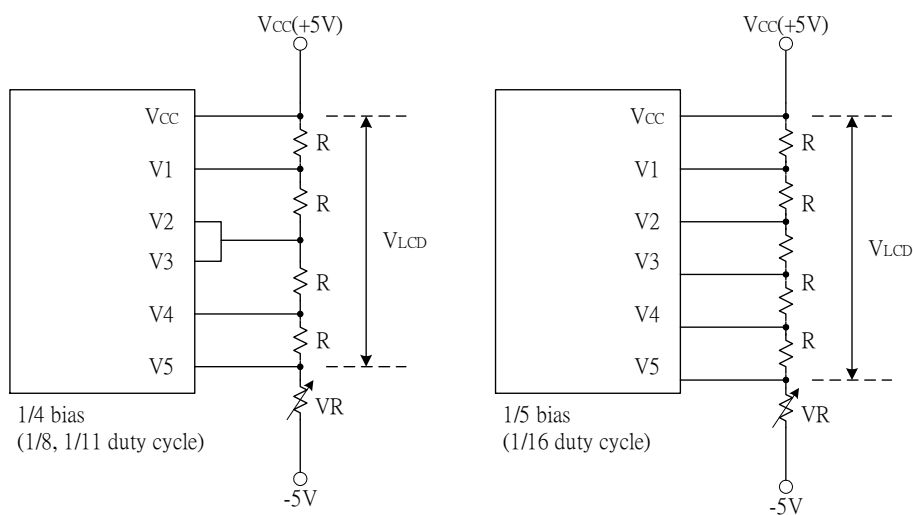 VCC(+5V)
VCC
R
V1
R
V2
V3
VLCD
R
V4
R
V5
VR
1/4 bias
(1/8, 1/11 duty cycle)
-5V
VCC(+5V)
VCC
R
V1
R
V2
V3
VLCD
R
V4
R
V5
VR
1/5 bias
(1/16 duty cycle)
-5V